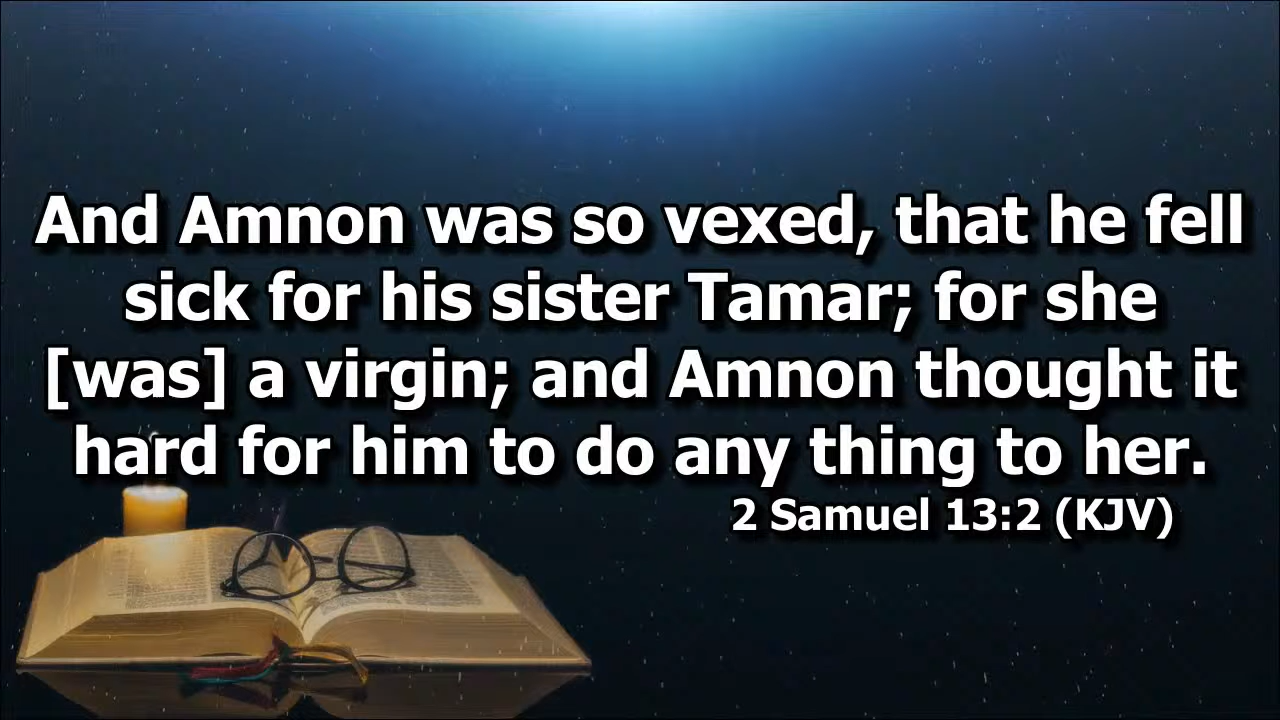 And Amnon was so vexed, that he fell
sick for his sister Tamar; for she
[was] a virgin; and Amnon thought it
hard for him to do any thing to her.
2 Samuel 13:2 (KJV)